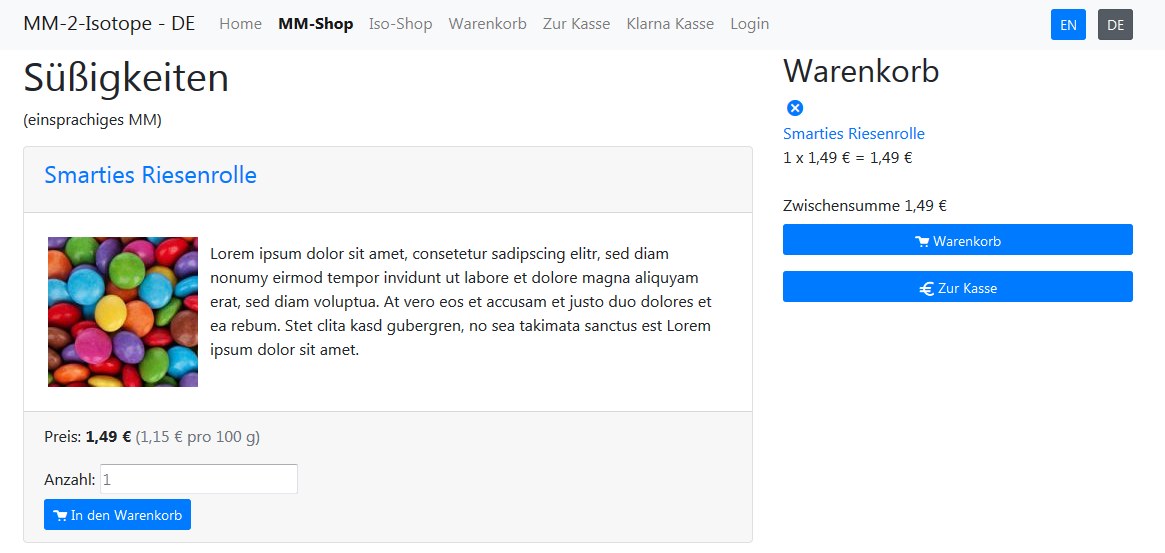 MM-2-Isotope - DE Home MM-Shop Iso-Shop Warenkorb Zur Kasse Klarna Kasse Login EN DE
Süßigkeiten
(einsprachiges MM)
Smarties Riesenrolle
Lorem ipsum dolor sit amet, consetetur sadipscing elitr, sed diam
nonumy eirmod tempor invidunt ut labore et dolore magna aliquyam
erat, sed diam voluptua. At vero eos et accusam et justo duo dolores et
ea rebum. Stet clita kasd gubergren, no sea takimata sanctus est Lorem
ipsum dolor sit amet.
Preis: 1,49 € (1,15 € pro 100 g)
Anzahl: 1
In den Warenkorb
Warenkorb
Smarties Riesenrolle
1 x 1,49 € = 1,49 €
Zwischensumme 1,49 €
Warenkorb
Zur Kasse